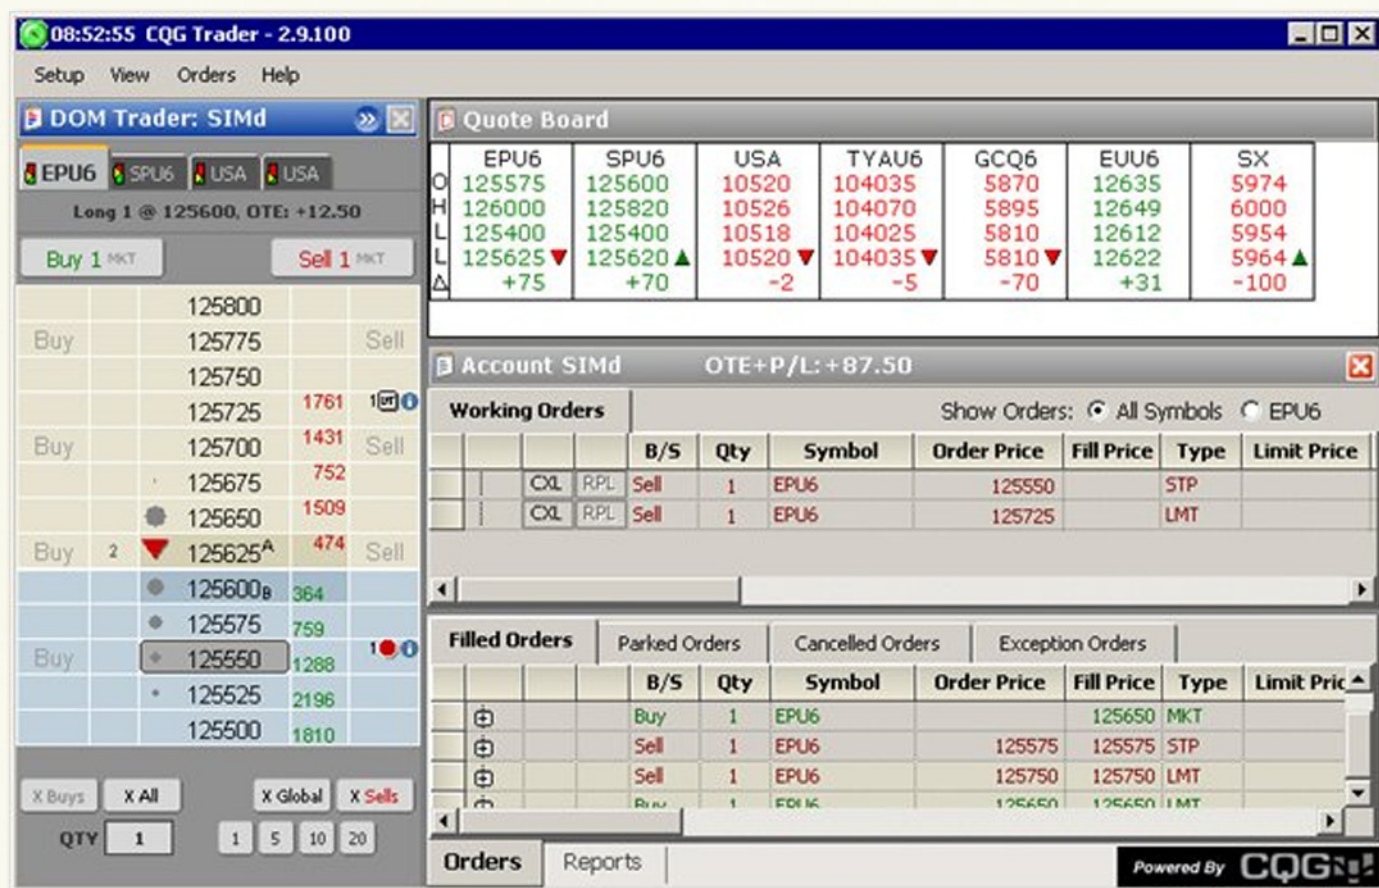 08:52:55 CQG Trader - 2.9.100
Setup View Orders Help
DOM Trader: SIMd
EPU6 SPU6 USA USA
Long 1 @ 125600, OTE: +12.50
Buy 1 MKT Sell 1 MKT
125800
Buy 125775 Sell
125750
125725 1761 1
Buy 125700 1431 Sell
125675 752
125650 1509
Buy 2 125625A 474 Sell
125600B 364
125575 759
Buy 125550 1288 1
125525 2196
125500 1810
X Buys X All X Global X Sells
QTY 1 1 5 10 20
Quote Board
EPU6 SPU6 USA TYAU6 GCQ6 EUU6 SX
O 125575 125600 10520 104035 5870 12635 5974
H 126000 125820 10526 104070 5895 12649 6000
L 125400 125400 10518 104025 5810 12612 5954
L 125625▼ 125620▲ 10520▼ 104035▼ 5810▼ 12622 5964▲
Δ +75 +70 -2 -5 -70 +31 -100
Account SIMd OTE+P/L:+87.50
Working Orders Show Orders: All Symbols EPU6
B/S Qty Symbol Order Price Fill Price Type Limit Price
CXL RPL Sell 1 EPU6 125550 STP
CXL RPL Sell 1 EPU6 125725 LMT
Filled Orders Parked Orders Cancelled Orders Exception Orders
B/S Qty Symbol Order Price Fill Price Type Limit Pric
Buy 1 EPU6 125650 MKT
Sell 1 EPU6 125575 125575 STP
Sell 1 EPU6 125750 125750 LMT
Buy 1 EPU6 125650 125650 LMT
Orders Reports
Powered By CQG